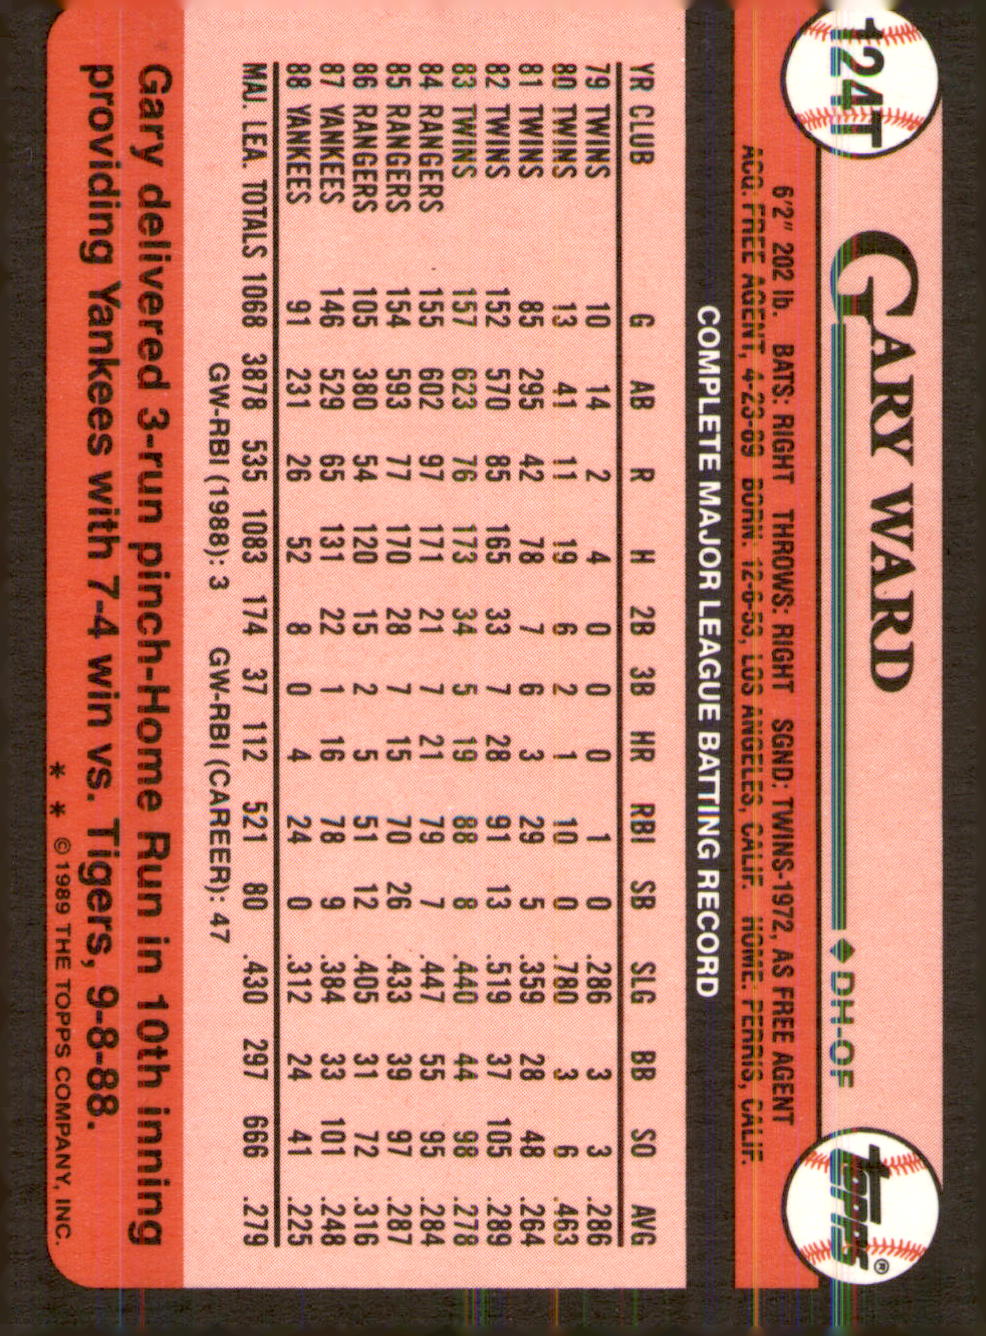 124T
GARY WARD
◆ DH-OF
TOPPS®
6'2" 202 lb. BATS: RIGHT THROWS: RIGHT SGND: TWINS-1972, AS FREE AGENT
ACQ: FREE AGENT, 4-23-89 BORN: 12-6-53, LOS ANGELES, CALIF. HOME: PERRIS, CALIF.
COMPLETE MAJOR LEAGUE BATTING RECORD
YR CLUB G AB R H 2B 3B HR RBI SB SLG BB SO AVG
79 TWINS 10 14 2 4 0 0 0 1 0 .286 3 3 .286
80 TWINS 13 41 11 19 6 2 1 10 0 .780 3 6 .463
81 TWINS 85 295 42 78 7 6 3 29 5 .359 28 48 .264
82 TWINS 152 570 85 165 33 7 28 91 13 .519 37 105 .289
83 TWINS 157 623 76 173 34 5 19 88 8 .440 44 98 .278
84 RANGERS 155 602 97 171 21 7 21 79 7 .447 55 95 .284
85 RANGERS 154 593 77 170 28 7 15 70 26 .433 39 97 .287
86 RANGERS 105 380 54 120 15 2 5 51 12 .405 31 72 .316
87 YANKEES 146 529 65 131 22 1 16 78 9 .384 33 101 .248
88 YANKEES 91 231 26 52 8 0 4 24 0 .312 24 41 .225
MAJ. LEA. TOTALS 1068 3878 535 1083 174 37 112 521 80 .430 297 666 .279
GW-RBI (1988): 3 GW-RBI (CAREER): 47
Gary delivered 3-run pinch-Home Run in 10th inning
providing Yankees with 7-4 win vs. Tigers, 9-8-88.
* * ©1989 THE TOPPS COMPANY, INC.